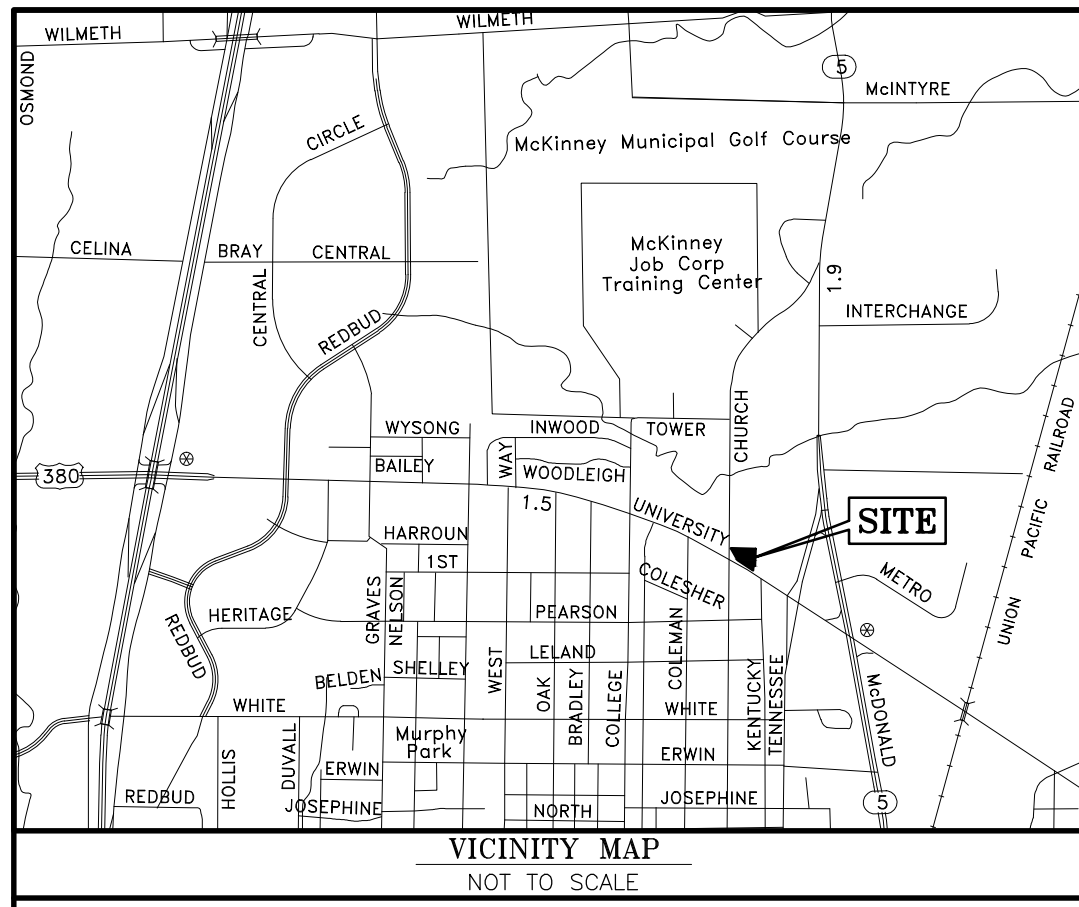 WILMETH
WILMETH
OSMOND
5
McINTYRE
CIRCLE
McKinney Municipal Golf Course
CELINA
BRAY
CENTRAL
McKinney
Job Corp
Training Center
CENTRAL
1.9
INTERCHANGE
REDBUD
CHURCH
RAILROAD
WYSONG
INWOOD
TOWER
BAILEY
WAY
WOODLEIGH
380
1.5
UNIVERSITY
SITE
PACIFIC
HARROUN
1ST
COLESHER
METRO
UNION
HERITAGE
GRAVES
NELSON
PEARSON
REDBUD
LELAND
COLEMAN
BELDEN
SHELLEY
WEST
OAK
BRADLEY
COLLEGE
KENTUCKY
TENNESSEE
McDONALD
WHITE
WHITE
Murphy
Park
HOLLIS
DUVALL
ERWIN
ERWIN
REDBUD
JOSEPHINE
NORTH
JOSEPHINE
5
VICINITY MAP
NOT TO SCALE